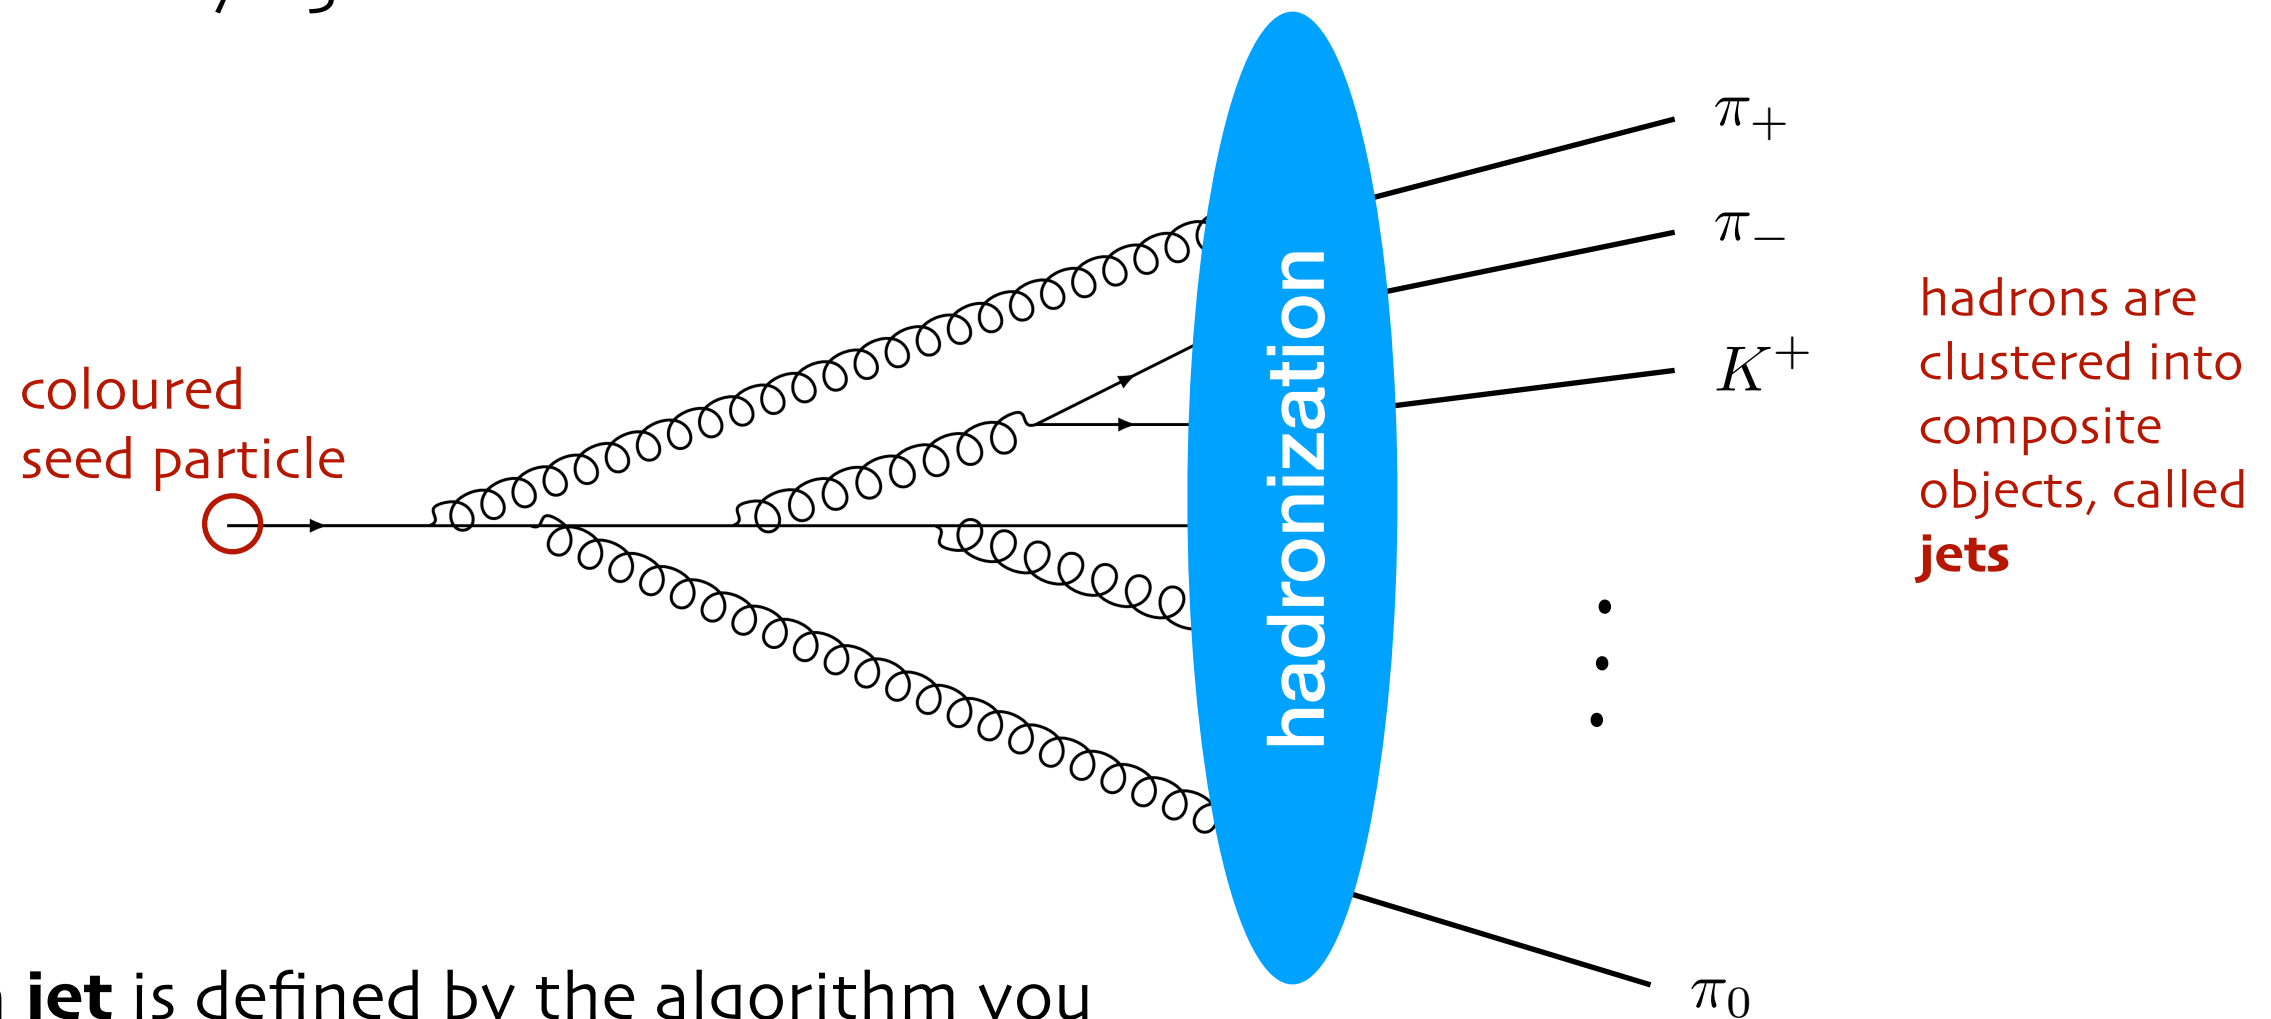 π₊
π₋
K⁺
coloured
seed particle
hadronization
hadrons are
clustered into
composite
objects, called
jets
π₀
jet is defined by the algorithm you